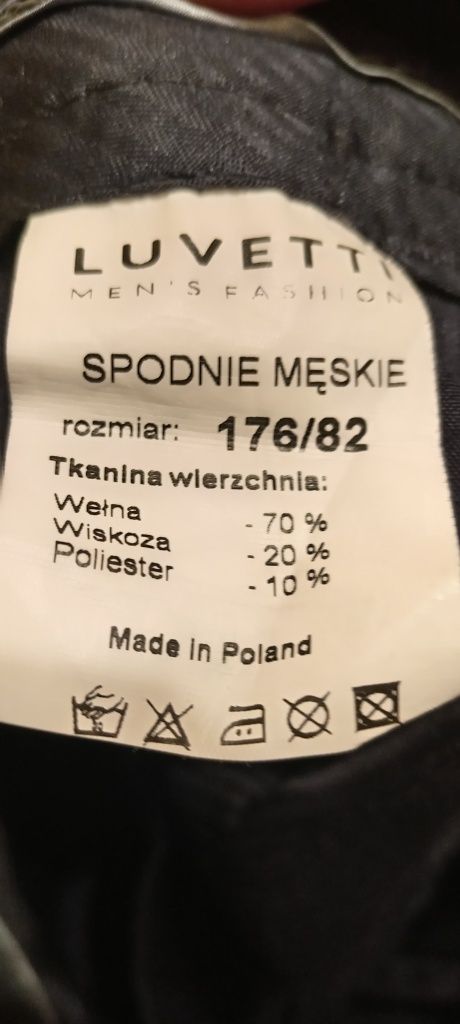 LUVETTI
MEN'S FASHION
SPODNIE MĘSKIE
rozmiar: 176/82
Tkanina wierzchnia:
Wełna - 70 %
Wiskoza - 20 %
Poliester - 10 %
Made in Poland